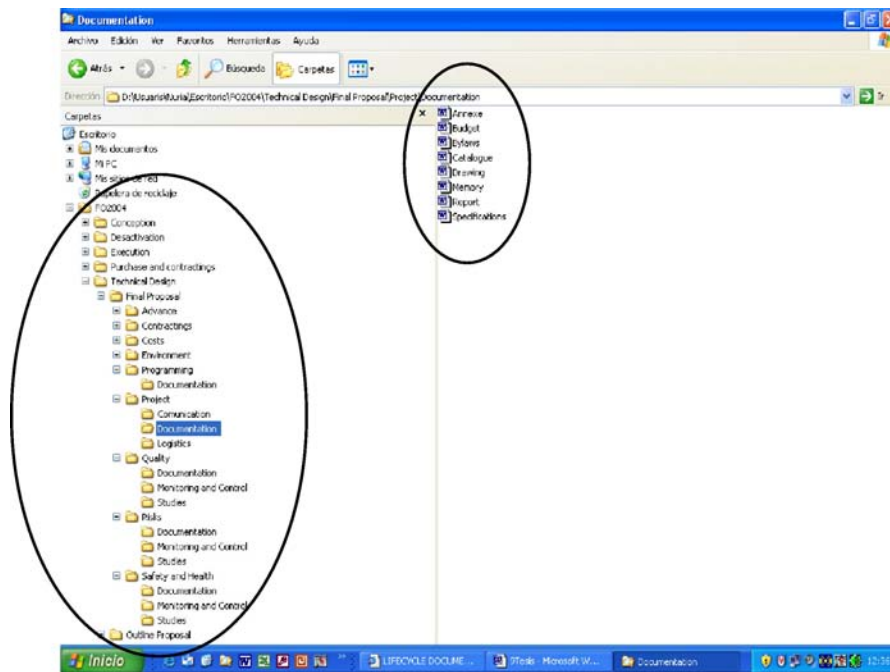 Documentation
Archivo Edición Ver Favoritos Herramientas Ayuda
Atrás Búsqueda Carpetas
Dirección D:\Usuaris\Nuria\Escritorio\FO2004\Technical Design\Final Proposal\Project\Documentation Ir
Carpetas
Escritorio
Mis documentos
Mi PC
Mis sitios de red
Papelera de reciclaje
FO2004
Conception
Desactivation
Execution
Purchase and contractings
Technical Design
Final Proposal
Advance
Contractings
Costs
Environment
Programming
Documentation
Project
Comunication
Documentation
Logistics
Quality
Documentation
Monitoring and Control
Studies
Risks
Documentation
Monitoring and Control
Studies
Safety and Health
Documentation
Monitoring and Control
Studies
Outline Proposal
Annexe
Budget
Bylaws
Catalogue
Drawing
Memory
Report
Specifications
Inicio LIFECYCLE DOCUME... Tesis - Microsoft W... Documentation